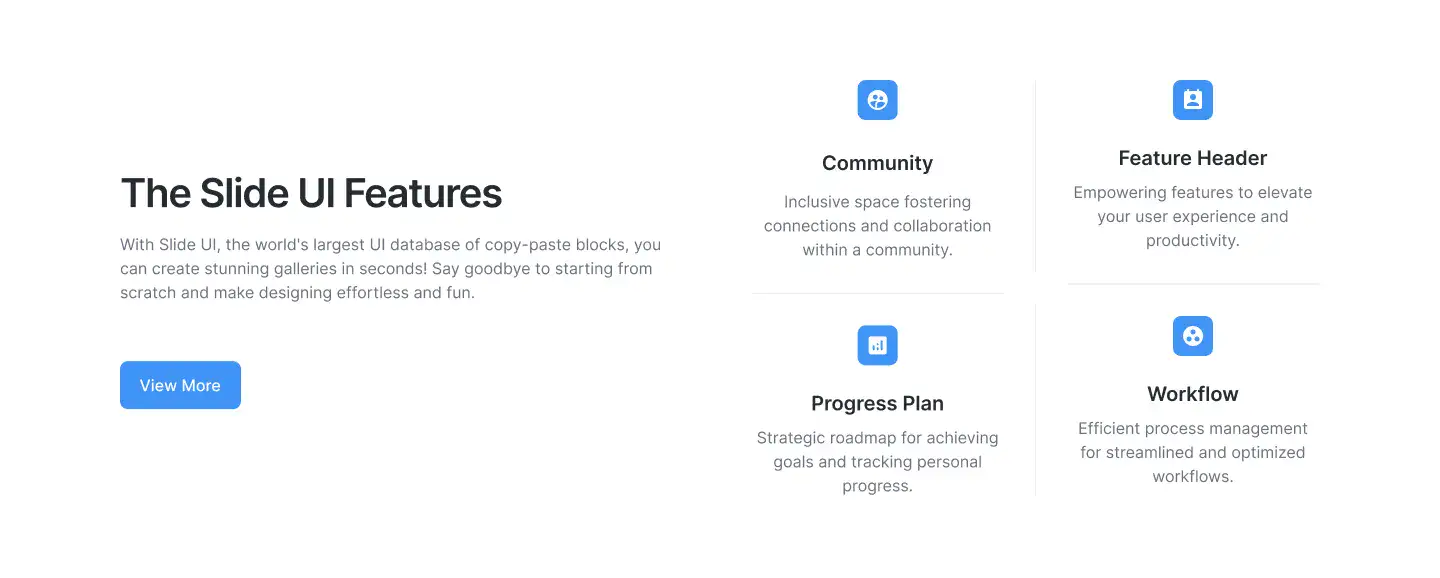 The Slide UI Features
With Slide UI, the world's largest UI database of copy-paste blocks, you
can create stunning galleries in seconds! Say goodbye to starting from
scratch and make designing effortless and fun.
View More
Community
Inclusive space fostering
connections and collaboration
within a community.
Feature Header
Empowering features to elevate
your user experience and
productivity.
Progress Plan
Strategic roadmap for achieving
goals and tracking personal
progress.
Workflow
Efficient process management
for streamlined and optimized
workflows.